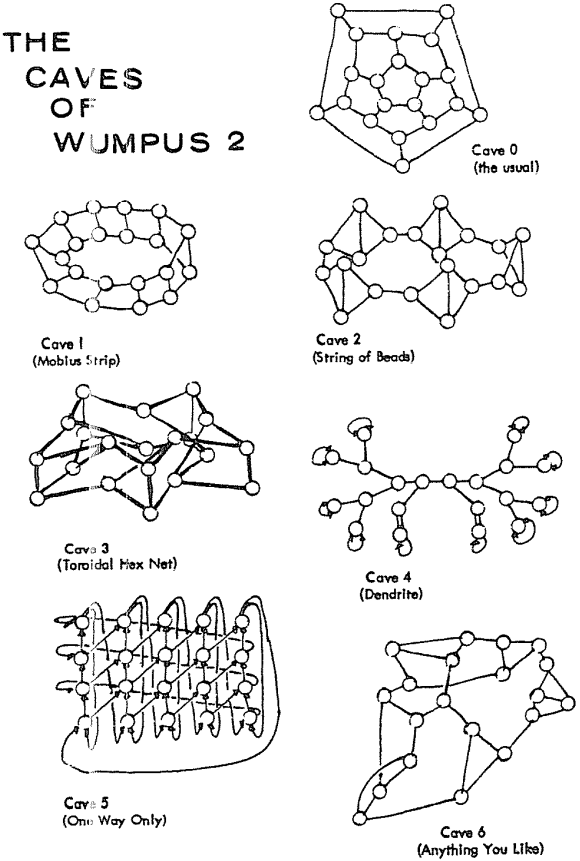 THE
CAVES
OF
WUMPUS 2
Cave 0
(the usual)
Cave 1
(Mobius Strip)
Cave 2
(String of Beads)
Cave 3
(Toroidal Hex Net)
Cave 4
(Dendrite)
Cave 5
(One Way Only)
Cave 6
(Anything You Like)